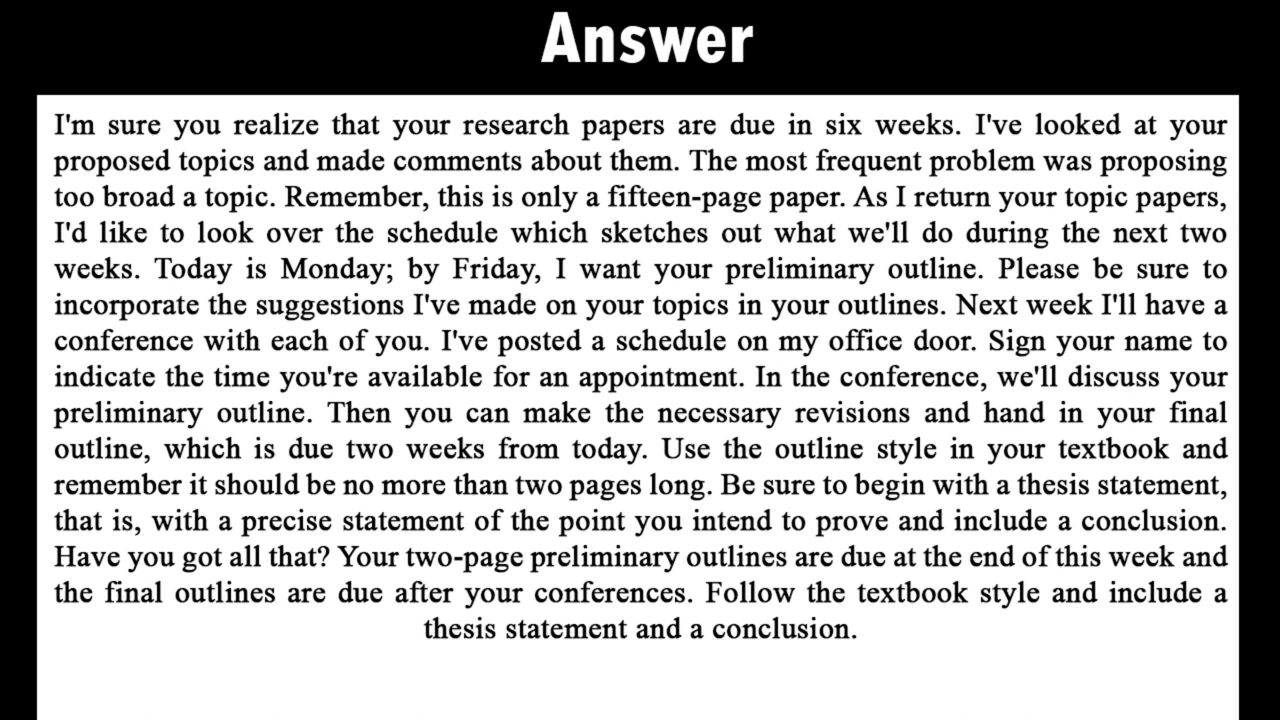 Answer
I'm sure you realize that your research papers are due in six weeks. I've looked at your
proposed topics and made comments about them. The most frequent problem was proposing
too broad a topic. Remember, this is only a fifteen-page paper. As I return your topic papers,
I'd like to look over the schedule which sketches out what we'll do during the next two
weeks. Today is Monday; by Friday, I want your preliminary outline. Please be sure to
incorporate the suggestions I've made on your topics in your outlines. Next week I'll have a
conference with each of you. I've posted a schedule on my office door. Sign your name to
indicate the time you're available for an appointment. In the conference, we'll discuss your
preliminary outline. Then you can make the necessary revisions and hand in your final
outline, which is due two weeks from today. Use the outline style in your textbook and
remember it should be no more than two pages long. Be sure to begin with a thesis statement,
that is, with a precise statement of the point you intend to prove and include a conclusion.
Have you got all that? Your two-page preliminary outlines are due at the end of this week and
the final outlines are due after your conferences. Follow the textbook style and include a
thesis statement and a conclusion.